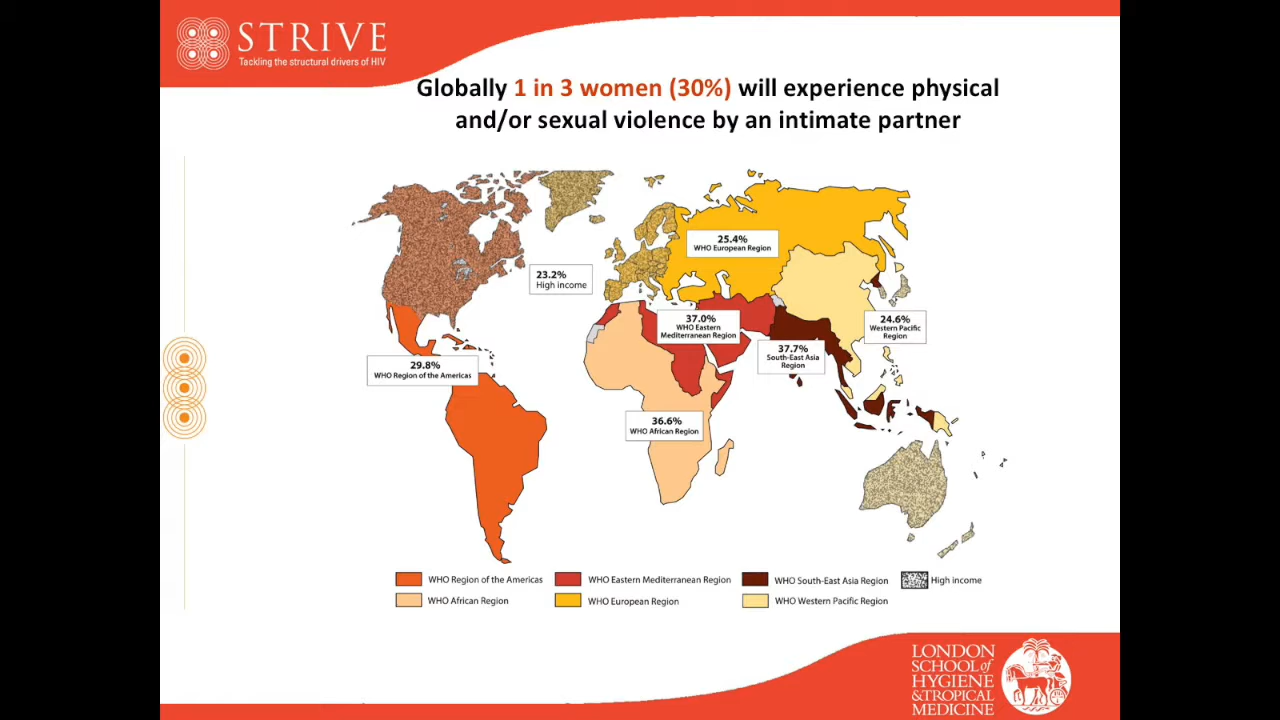 STRIVE
Tackling the structural drivers of HIV
Globally 1 in 3 women (30%) will experience physical
and/or sexual violence by an intimate partner
25.4%
WHO European Region
23.2%
High income
37.0%
WHO Eastern
Mediterranean Region
24.6%
Western Pacific
Region
37.7%
South-East Asia
Region
29.8%
WHO Region of the Americas
36.6%
WHO African Region
WHO Region of the Americas
WHO Eastern Mediterranean Region
WHO South-East Asia Region
High income
WHO African Region
WHO European Region
WHO Western Pacific Region
LONDON
SCHOOL of
HYGIENE
& TROPICAL
MEDICINE